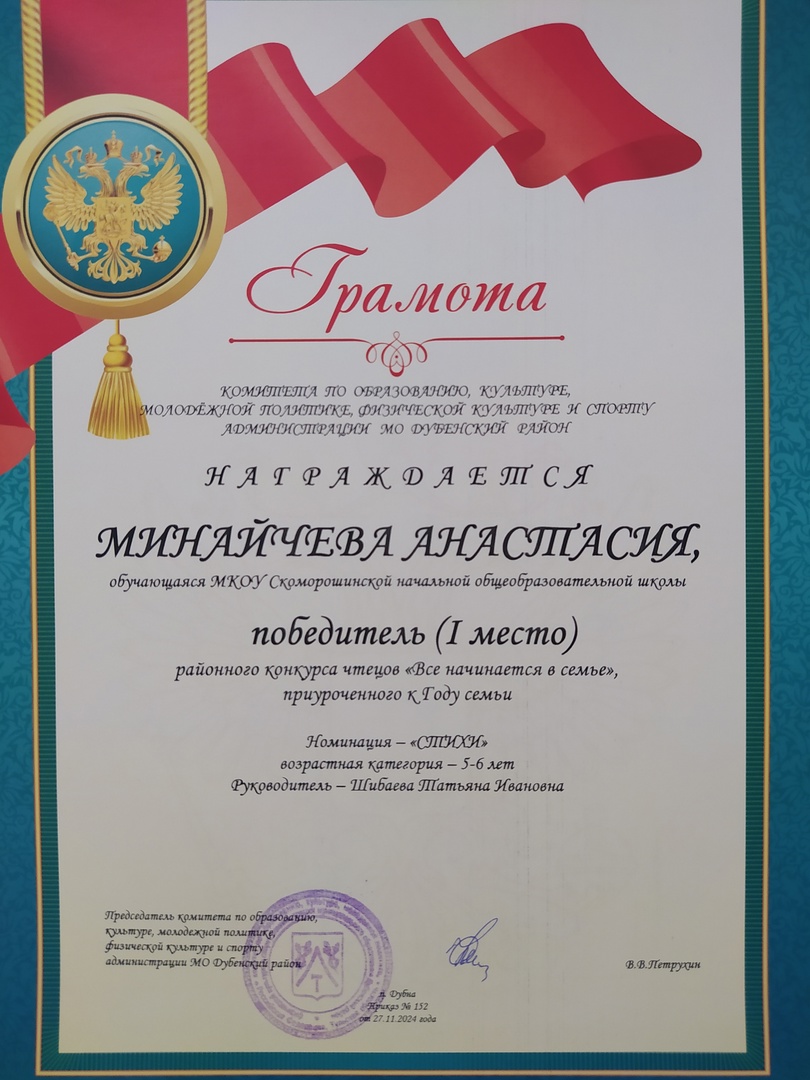 Грамота
КОМИТЕТА ПО ОБРАЗОВАНИЮ, КУЛЬТУРЕ,
МОЛОДЁЖНОЙ ПОЛИТИКЕ, ФИЗИЧЕСКОЙ КУЛЬТУРЕ И СПОРТУ
АДМИНИСТРАЦИИ МО ДУБЕНСКИЙ РАЙОН
НАГРАЖДАЕТСЯ
МИНАЙЧЕВА АНАСТАСИЯ,
обучающаяся МКОУ Скоморошинской начальной общеобразовательной школы
победитель (I место)
районного конкурса чтецов «Все начинается в семье»,
приуроченного к Году семьи
Номинация – «СТИХИ»
возрастная категория – 5-6 лет
Руководитель – Шибаева Татьяна Ивановна
Председатель комитета по образованию,
культуре, молодежной политике,
физической культуре и спорту
администрации МО Дубенский район
В.В.Петрухин
п. Дубна
Приказ № 152
от 27.11.2024 года